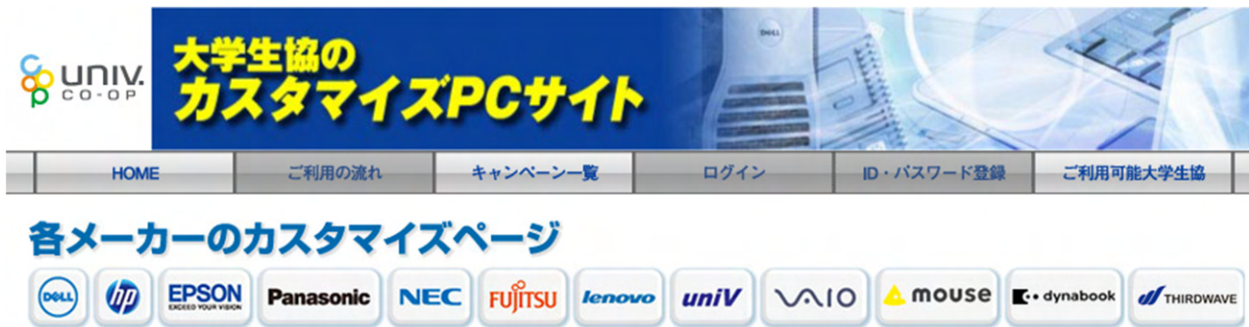 UNIV.
CO-OP
大学生協の
カスタマイズPCサイト
DELL
HOME
ご利用の流れ
キャンペーン一覧
ログイン
ID・パスワード登録
ご利用可能大学生協
各メーカーのカスタマイズページ
DELL
hp
EPSON
EXCEED YOUR VISION
Panasonic
NEC
FUJITSU
lenovo
uniV
VAIO
mouse
dynabook
THIRDWAVE